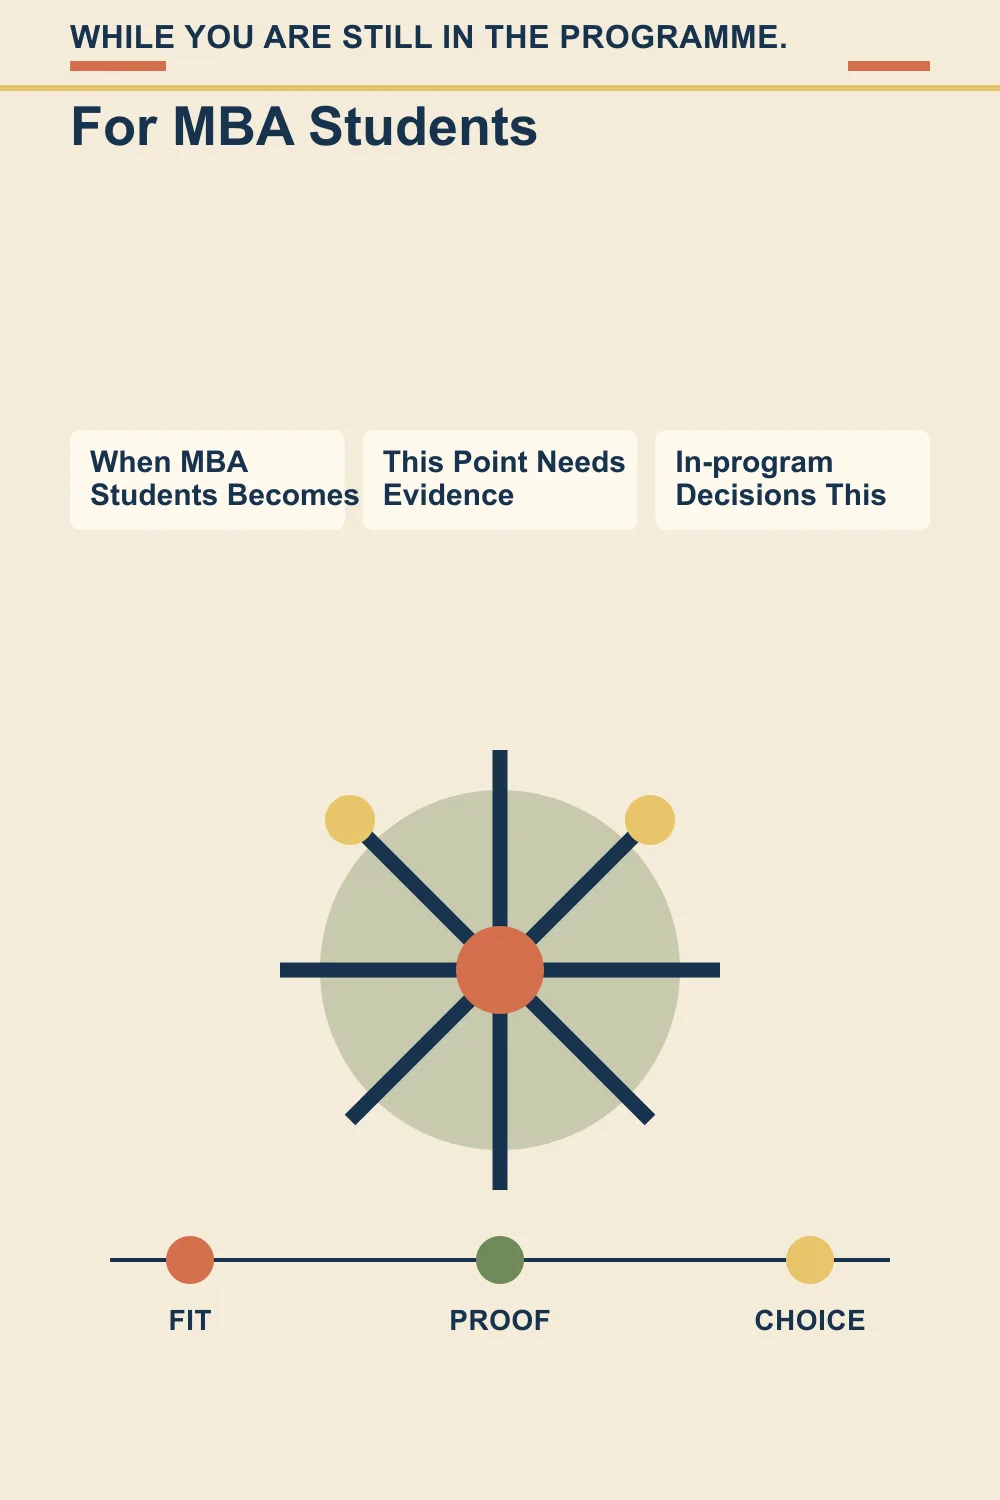 WHILE YOU ARE STILL IN THE PROGRAMME.
For MBA Students
When MBA
Students Becomes
This Point Needs
Evidence
In-program
Decisions This
FIT
PROOF
CHOICE